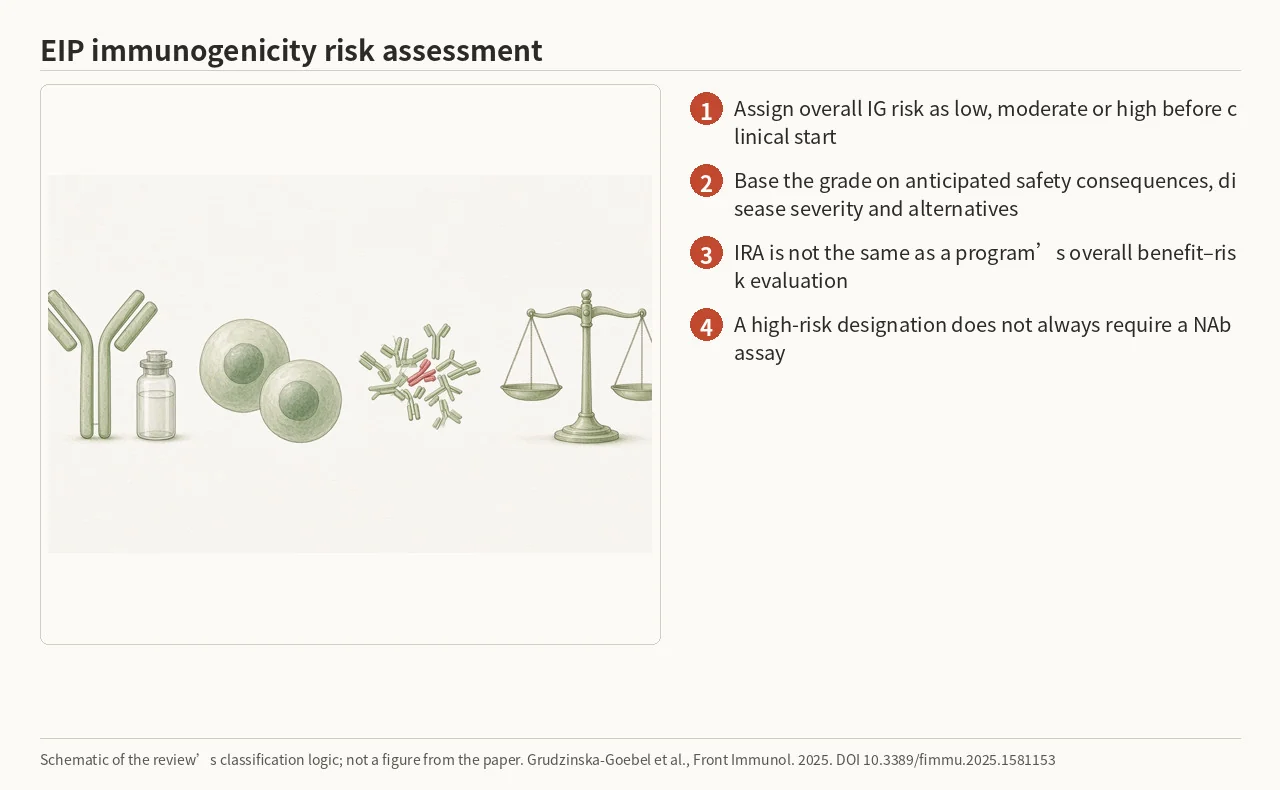 EIP immunogenicity risk assessment
1 Assign overall IG risk as low, moderate or high before c
linical start
2 Base the grade on anticipated safety consequences, di
sease severity and alternatives
3 IRA is not the same as a program’s overall benefit–ris
k evaluation
4 A high-risk designation does not always require a NAb
assay
Schematic of the review’s classification logic; not a figure from the paper. Grudzinska-Goebel et al., Front Immunol. 2025. DOI 10.3389/fimmu.2025.1581153